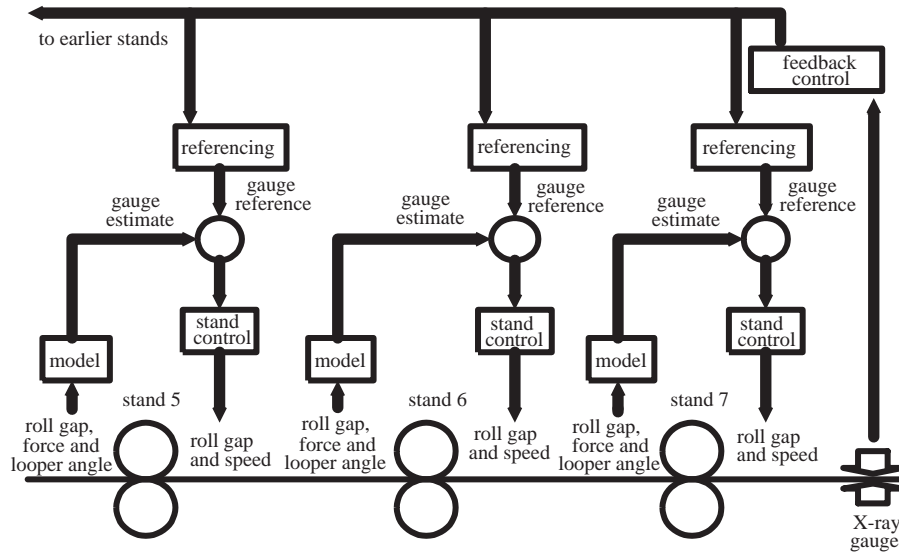 to earlier stands
feedback
control
referencing
referencing
referencing
gauge
reference
gauge
estimate
gauge
reference
gauge
estimate
gauge
reference
gauge
estimate
stand
control
stand
control
stand
control
model
model
model
stand 5
stand 6
stand 7
roll gap,
force and
looper angle
roll gap
and speed
roll gap,
force and
looper angle
roll gap
and speed
roll gap,
force and
looper angle
roll gap
and speed
X-ray
gauge